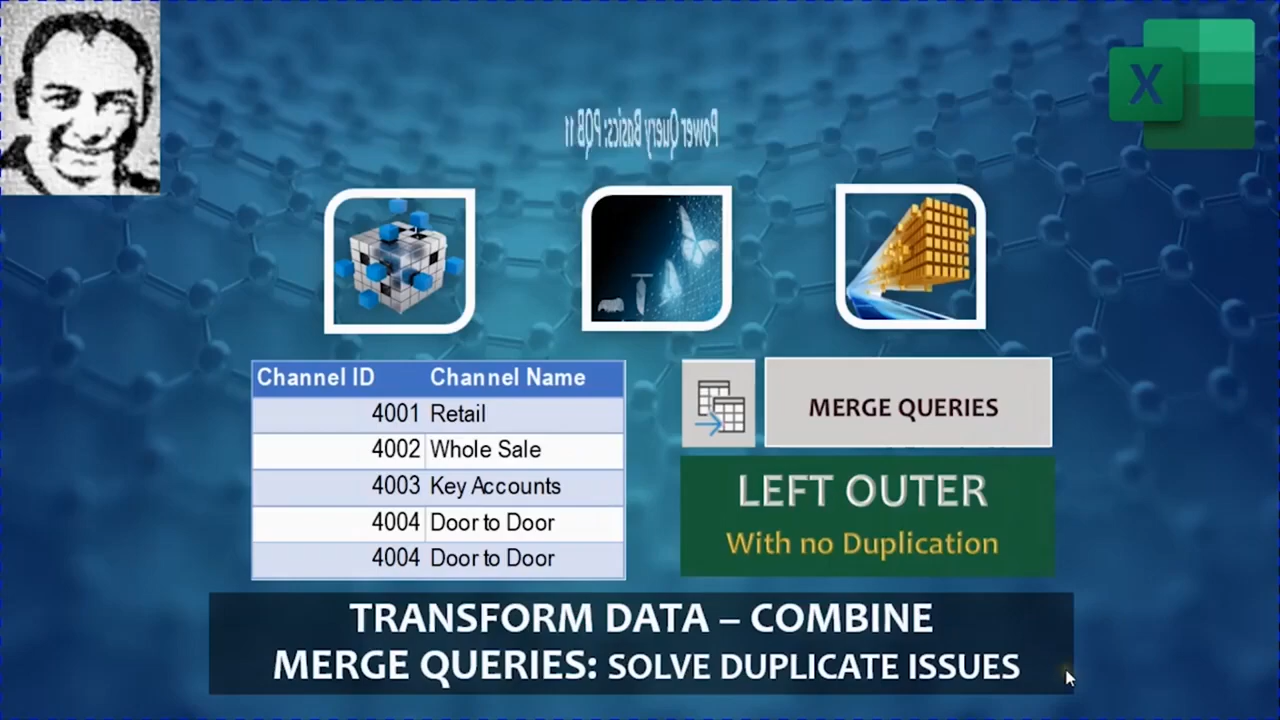 X
Power Query Basics: PQB 11
Channel ID Channel Name
4001 Retail
4002 Whole Sale
4003 Key Accounts
4004 Door to Door
4004 Door to Door
MERGE QUERIES
LEFT OUTER
With no Duplication
TRANSFORM DATA – COMBINE
MERGE QUERIES: SOLVE DUPLICATE ISSUES